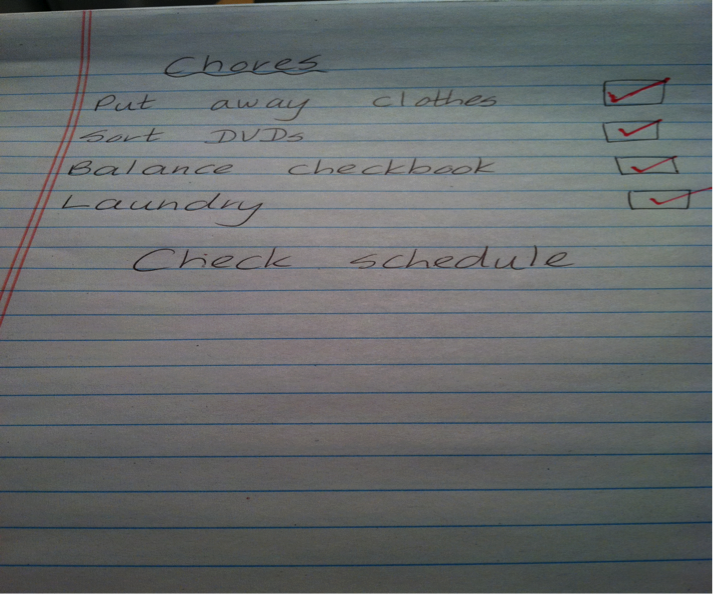 Chores
Put away clothes
Sort DVDs
Balance checkbook
Laundry
Check schedule